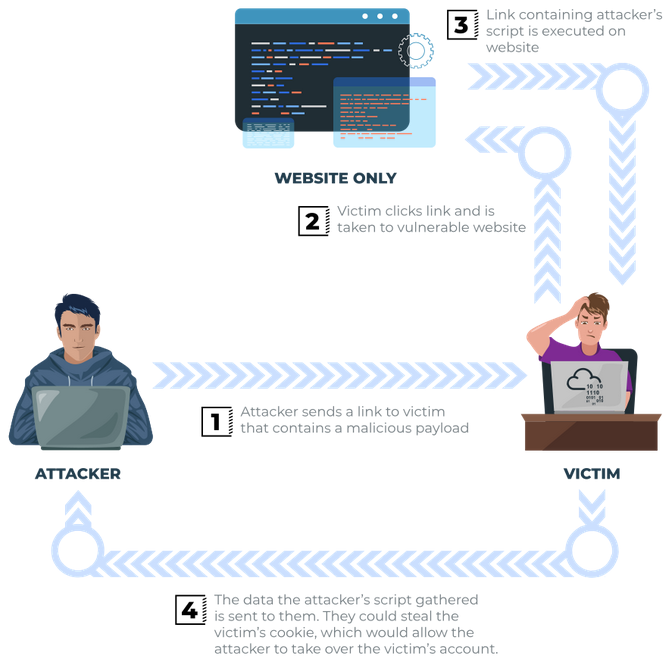 3
Link containing attacker's
script is executed on
website
WEBSITE ONLY
2
Victim clicks link and is
taken to vulnerable website
1
Attacker sends a link to victim
that contains a malicious payload
10 10
1110
ATTACKER
VICTIM
4
The data the attacker's script gathered
is sent to them. They could steal the
victim's cookie, which would allow the
attacker to take over the victim's account.